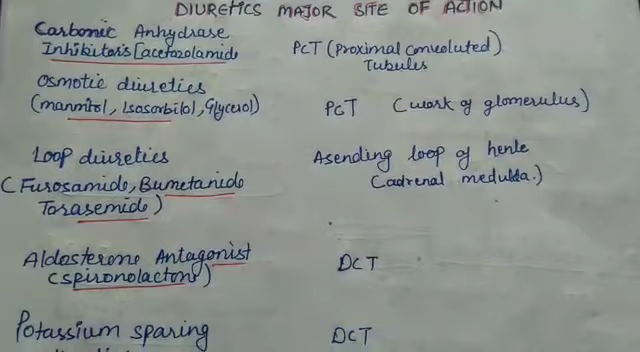 DIURETICS MAJOR SITE OF ACTION
Carbonic Anhydrase
Inhibitors [acetazolamide
PCT (Proximal convoluted)
Tubules
Osmotic diuretics
(mannitol, Isosorbitol, Glycerol)
PCT (work of glomerulus)
Loop diuretics
(Furosamide, Bumetanide
Torasemide)
Asending loop of henle
(adrenal medulda.)
Aldosterone Antagonist
(spironolactons)
DCT
Potassium sparing
DCT